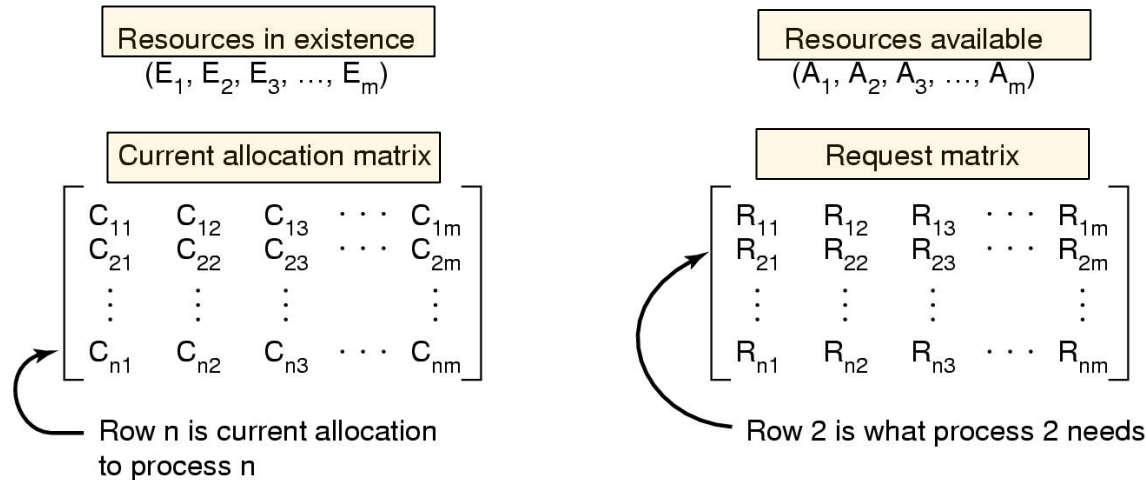 Resources in existence
(E₁, E₂, E₃, …, Eₘ)
Current allocation matrix
C₁₁ C₁₂ C₁₃ · · · C₁ₘ
C₂₁ C₂₂ C₂₃ · · · C₂ₘ
⋮ ⋮ ⋮ ⋮
Cₙ₁ Cₙ₂ Cₙ₃ · · · Cₙₘ
Row n is current allocation
to process n
Resources available
(A₁, A₂, A₃, …, Aₘ)
Request matrix
R₁₁ R₁₂ R₁₃ · · · R₁ₘ
R₂₁ R₂₂ R₂₃ · · · R₂ₘ
⋮ ⋮ ⋮ ⋮
Rₙ₁ Rₙ₂ Rₙ₃ · · · Rₙₘ
Row 2 is what process 2 needs